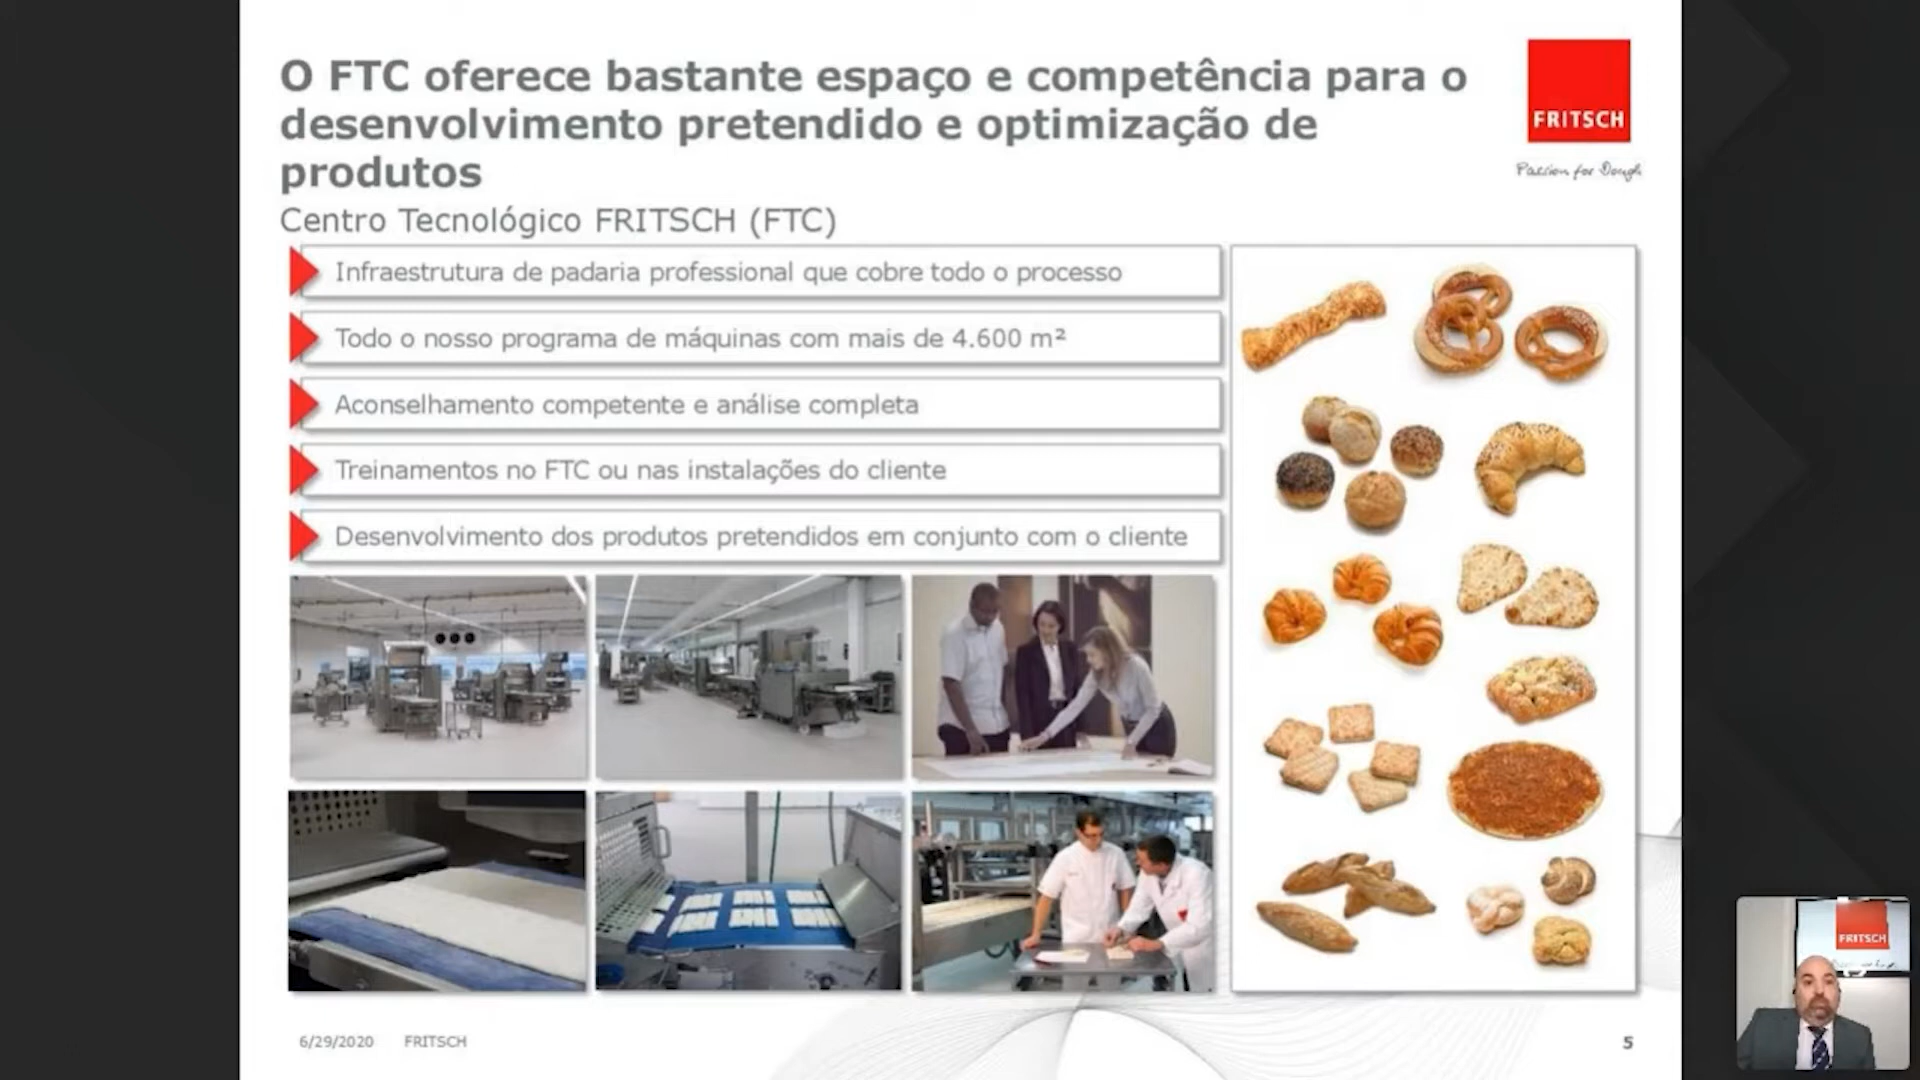 O FTC oferece bastante espaço e competência para o
desenvolvimento pretendido e optimização de
produtos
FRITSCH
Passion for Dough
Centro Tecnológico FRITSCH (FTC)
Infraestrutura de padaria professional que cobre todo o processo
Todo o nosso programa de máquinas com mais de 4.600 m²
Aconselhamento competente e análise completa
Treinamentos no FTC ou nas instalações do cliente
Desenvolvimento dos produtos pretendidos em conjunto com o cliente
6/29/2020 FRITSCH
5
FRITSCH